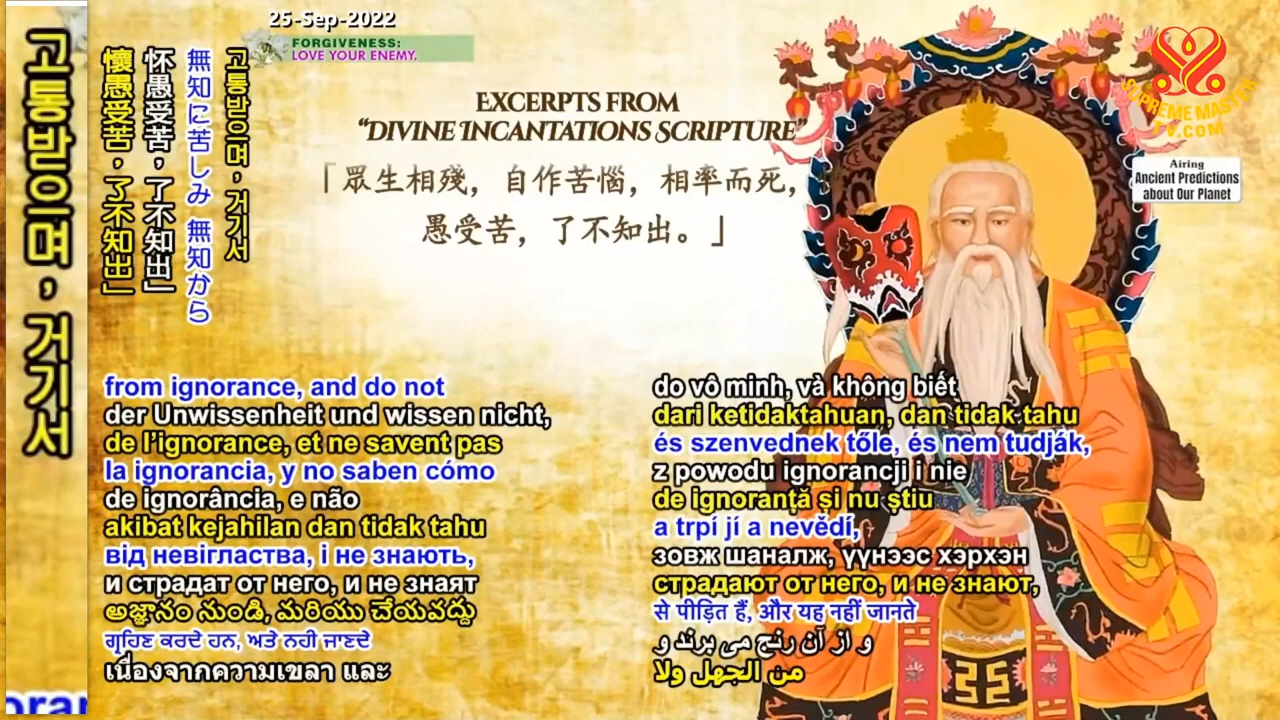 고통받으며, 거기서
25-Sep-2022
FORGIVENESS:
LOVE YOUR ENEMY.
고통받으며, 거기서
無知に苦しみ 無知から
怀愚受苦，了不知出」
懷愚受苦，了不知出」
EXCERPTS FROM
“DIVINE INCANTATIONS SCRIPTURE”
「眾生相殘，自作苦惱，相率而死，
愚受苦，了不知出。」
SUPREME MASTER
TV.COM
Airing
Ancient Predictions
about Our Planet
from ignorance, and do not
der Unwissenheit und wissen nicht,
de l’ignorance, et ne savent pas
la ignorancia, y no saben cómo
de ignorância, e não
akibat kejahilan dan tidak tahu
від невігластва, і не знають,
и страдат от него, и не знаят
అజ్ఞానం నుండి, మరియు చేయవద్దు
ਗ੍ਰਹਿਣ ਕਰਦੇ ਹਨ, ਅਤੇ ਨਹੀ ਜਾਣਦੇ
เนื่องจากความเขลา และ
do vô minh, và không biết
dari ketidaktahuan, dan tidak tahu
és szenvednek tőle, és nem tudják,
z powodu ignorancji i nie
de ignoranță și nu știu
a trpí jí a nevědí,
зовж шаналж, үүнээс хэрхэн
страдают от него, и не знают,
से पीड़ित हैं, और यह नहीं जानते
و از آن رنج می برند و
من الجهل ولا